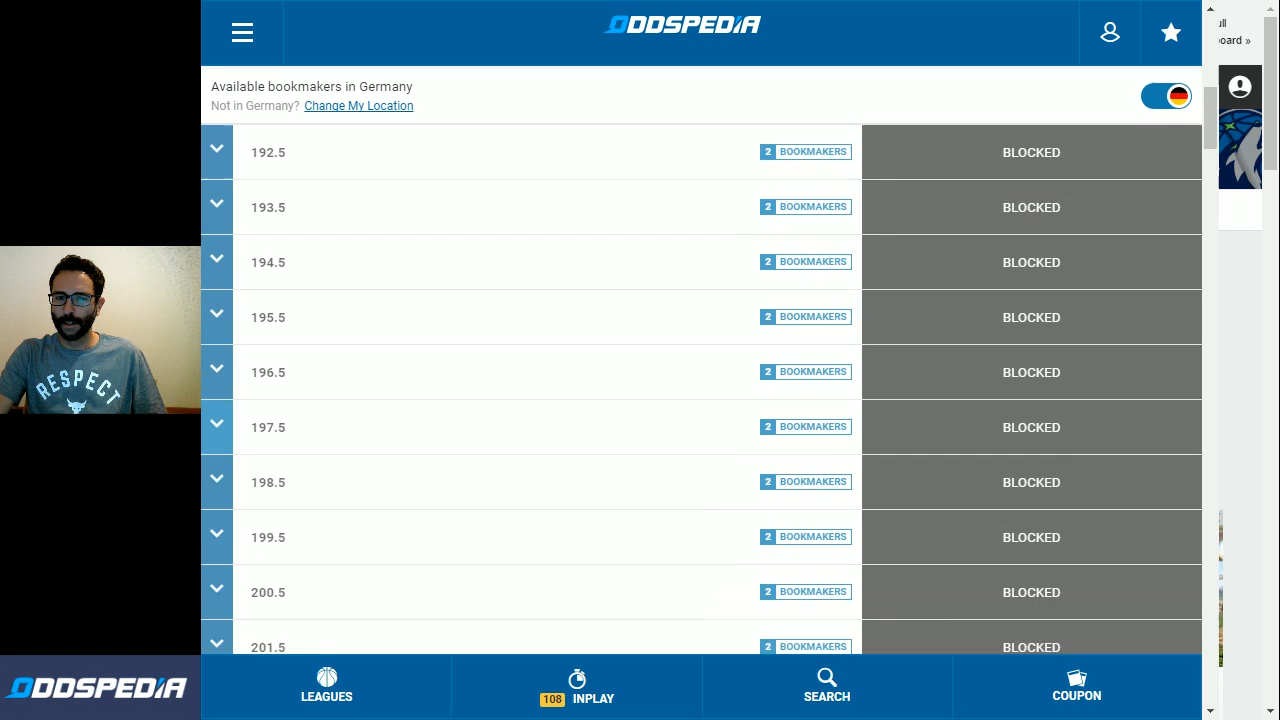 ODDSPEDIA
Available bookmakers in Germany
Not in Germany? Change My Location
192.5 2 BOOKMAKERS BLOCKED
193.5 2 BOOKMAKERS BLOCKED
194.5 2 BOOKMAKERS BLOCKED
195.5 2 BOOKMAKERS BLOCKED
196.5 2 BOOKMAKERS BLOCKED
197.5 2 BOOKMAKERS BLOCKED
198.5 2 BOOKMAKERS BLOCKED
199.5 2 BOOKMAKERS BLOCKED
200.5 2 BOOKMAKERS BLOCKED
201.5 2 BOOKMAKERS BLOCKED
LEAGUES
108 INPLAY
SEARCH
COUPON
RESPECT
ODDSPEDIA